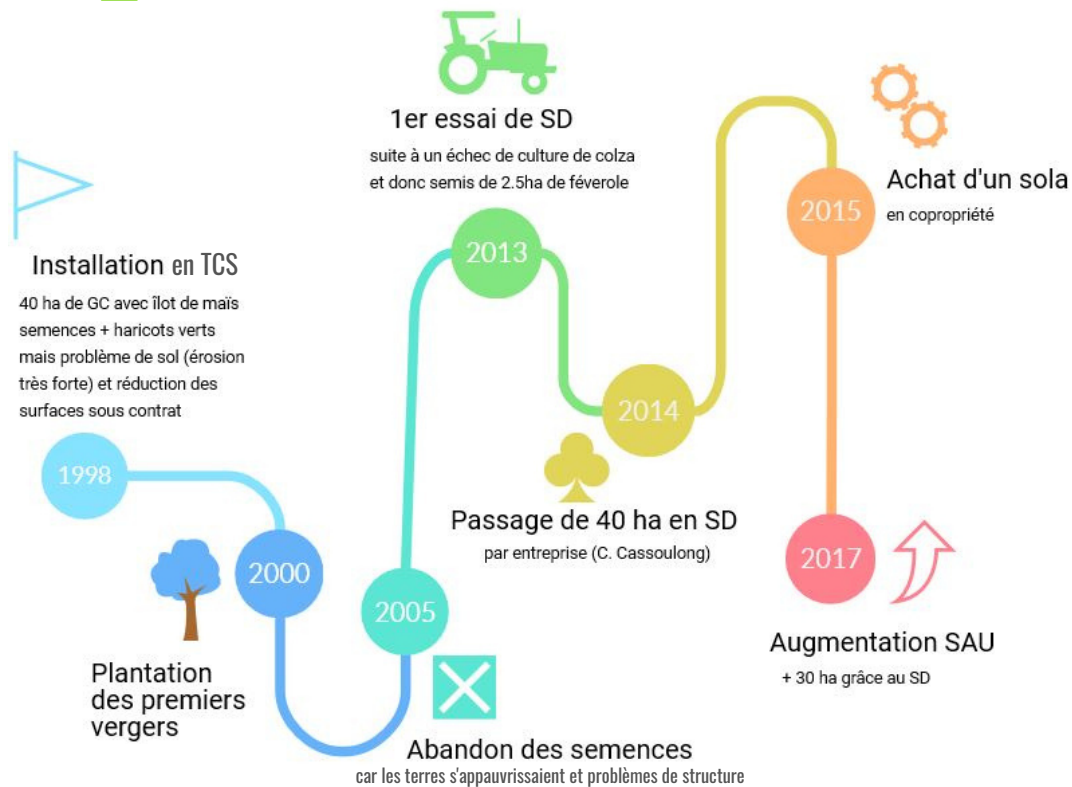 Installation en TCS
40 ha de GC avec îlot de maïs
semences + haricots verts
mais problème de sol (érosion
très forte) et réduction des
surfaces sous contrat
1998
2000
Plantation
des premiers
vergers
2005
Abandon des semences
car les terres s'appauvrissaient et problèmes de structure
1er essai de SD
suite à un échec de culture de colza
et donc semis de 2.5ha de féverole
2013
2014
Passage de 40 ha en SD
par entreprise (C. Cassoulong)
2015
Achat d'un sola
en copropriété
2017
Augmentation SAU
+ 30 ha grâce au SD